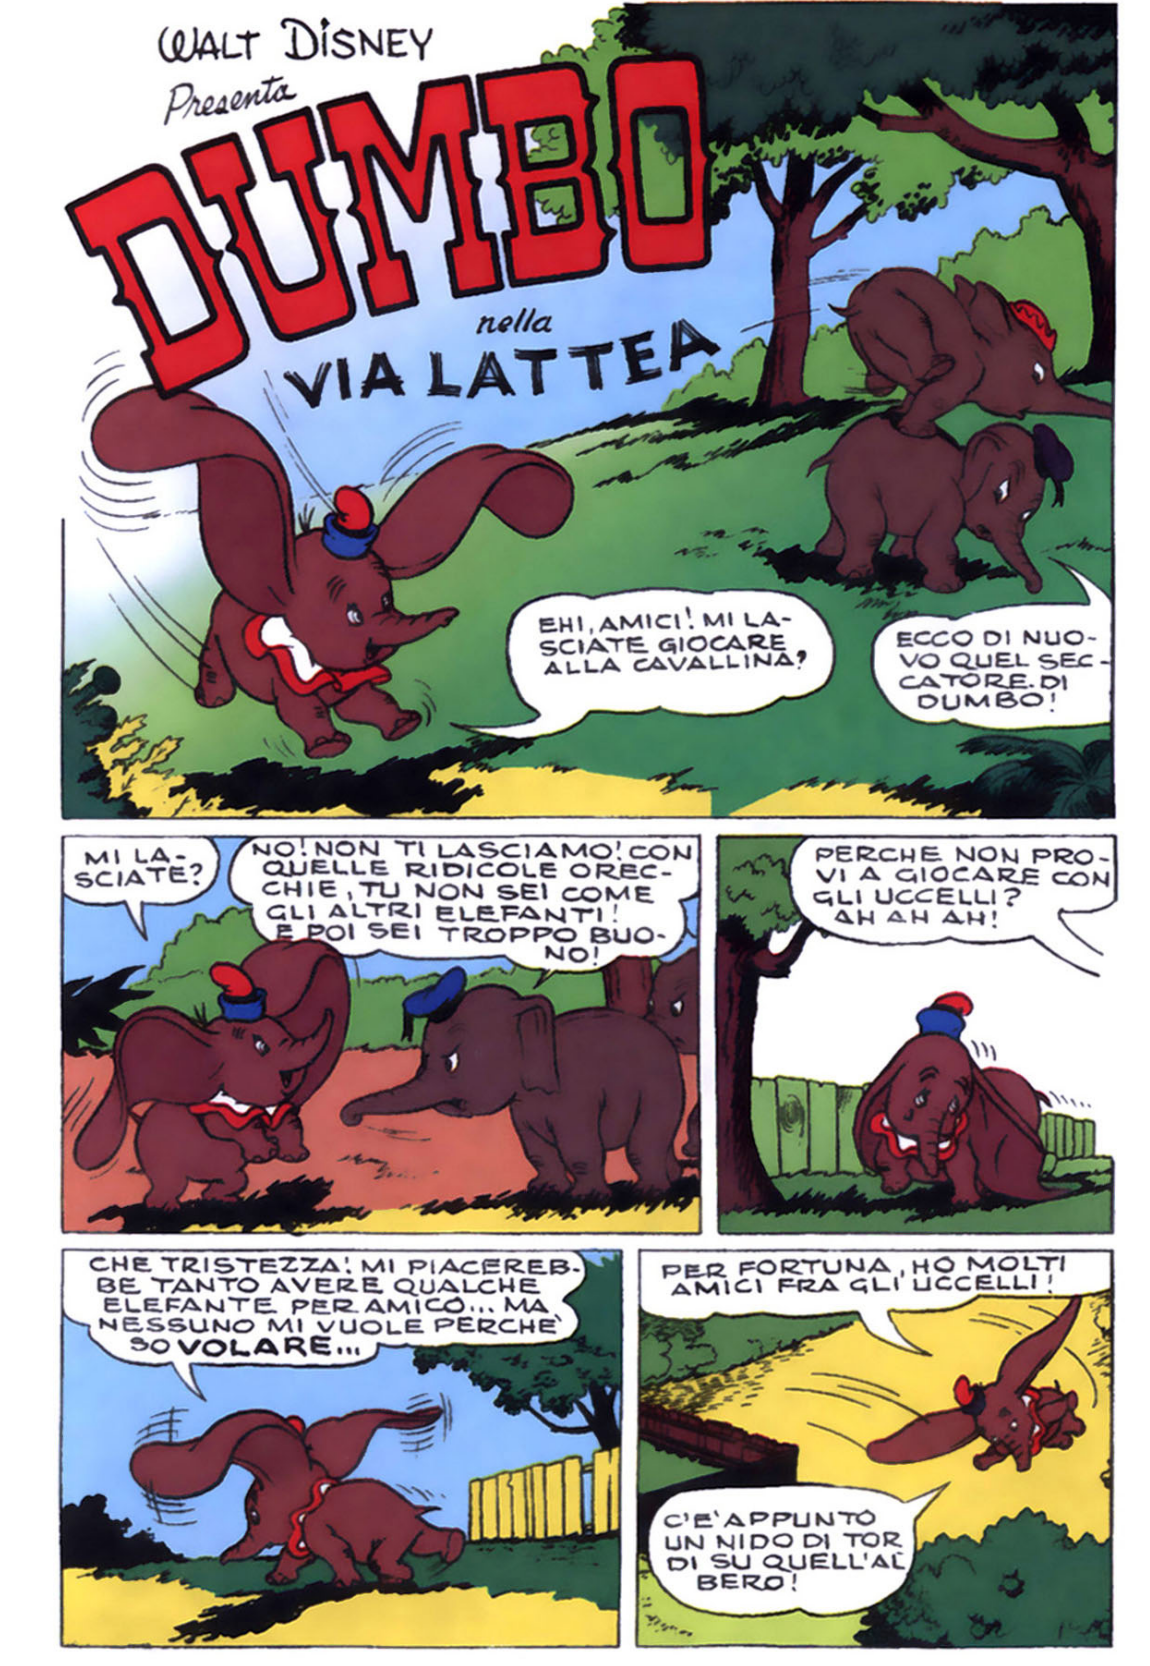 WALT DISNEY
Presenta
DUMBO
nella
VIA LATTEA
EHI, AMICI! MI LA-
SCIATE GIOCARE
ALLA CAVALLINA?
ECCO DI NUO-
VO QUEL SEC-
CATORE DI
DUMBO!
MI LA-
SCIATE?
NO! NON TI LASCIAMO! CON
QUELLE RIDICOLE OREC-
CHIE, TU NON SEI COME
GLI ALTRI ELEFANTI!
E POI SEI TROPPO BUO-
NO!
PERCHE NON PRO-
VI A GIOCARE CON
GLI UCCELLI?
AH AH AH!
CHE TRISTEZZA! MI PIACEREB-
BE TANTO AVERE QUALCHE
ELEFANTE PER AMICO... MA
NESSUNO MI VUOLE PERCHE'
SO VOLARE...
PER FORTUNA, HO MOLTI
AMICI FRA GLI UCCELLI!
C'E' APPUNTO
UN NIDO DI TOR
DI SU QUELL'AL
BERO!